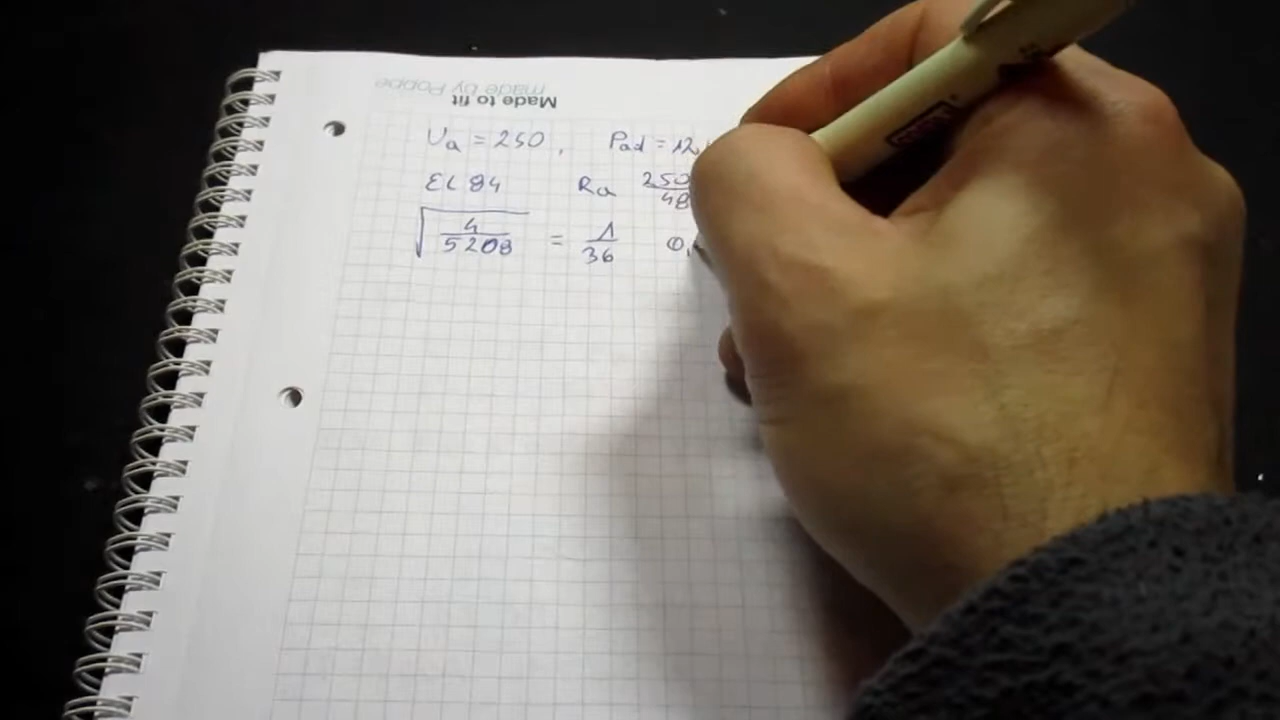 made by Poppe
Made to fit
Ua = 250, Pad = 12,
EL 84 Ra 250/48
√4/5208 = 1/36 0,